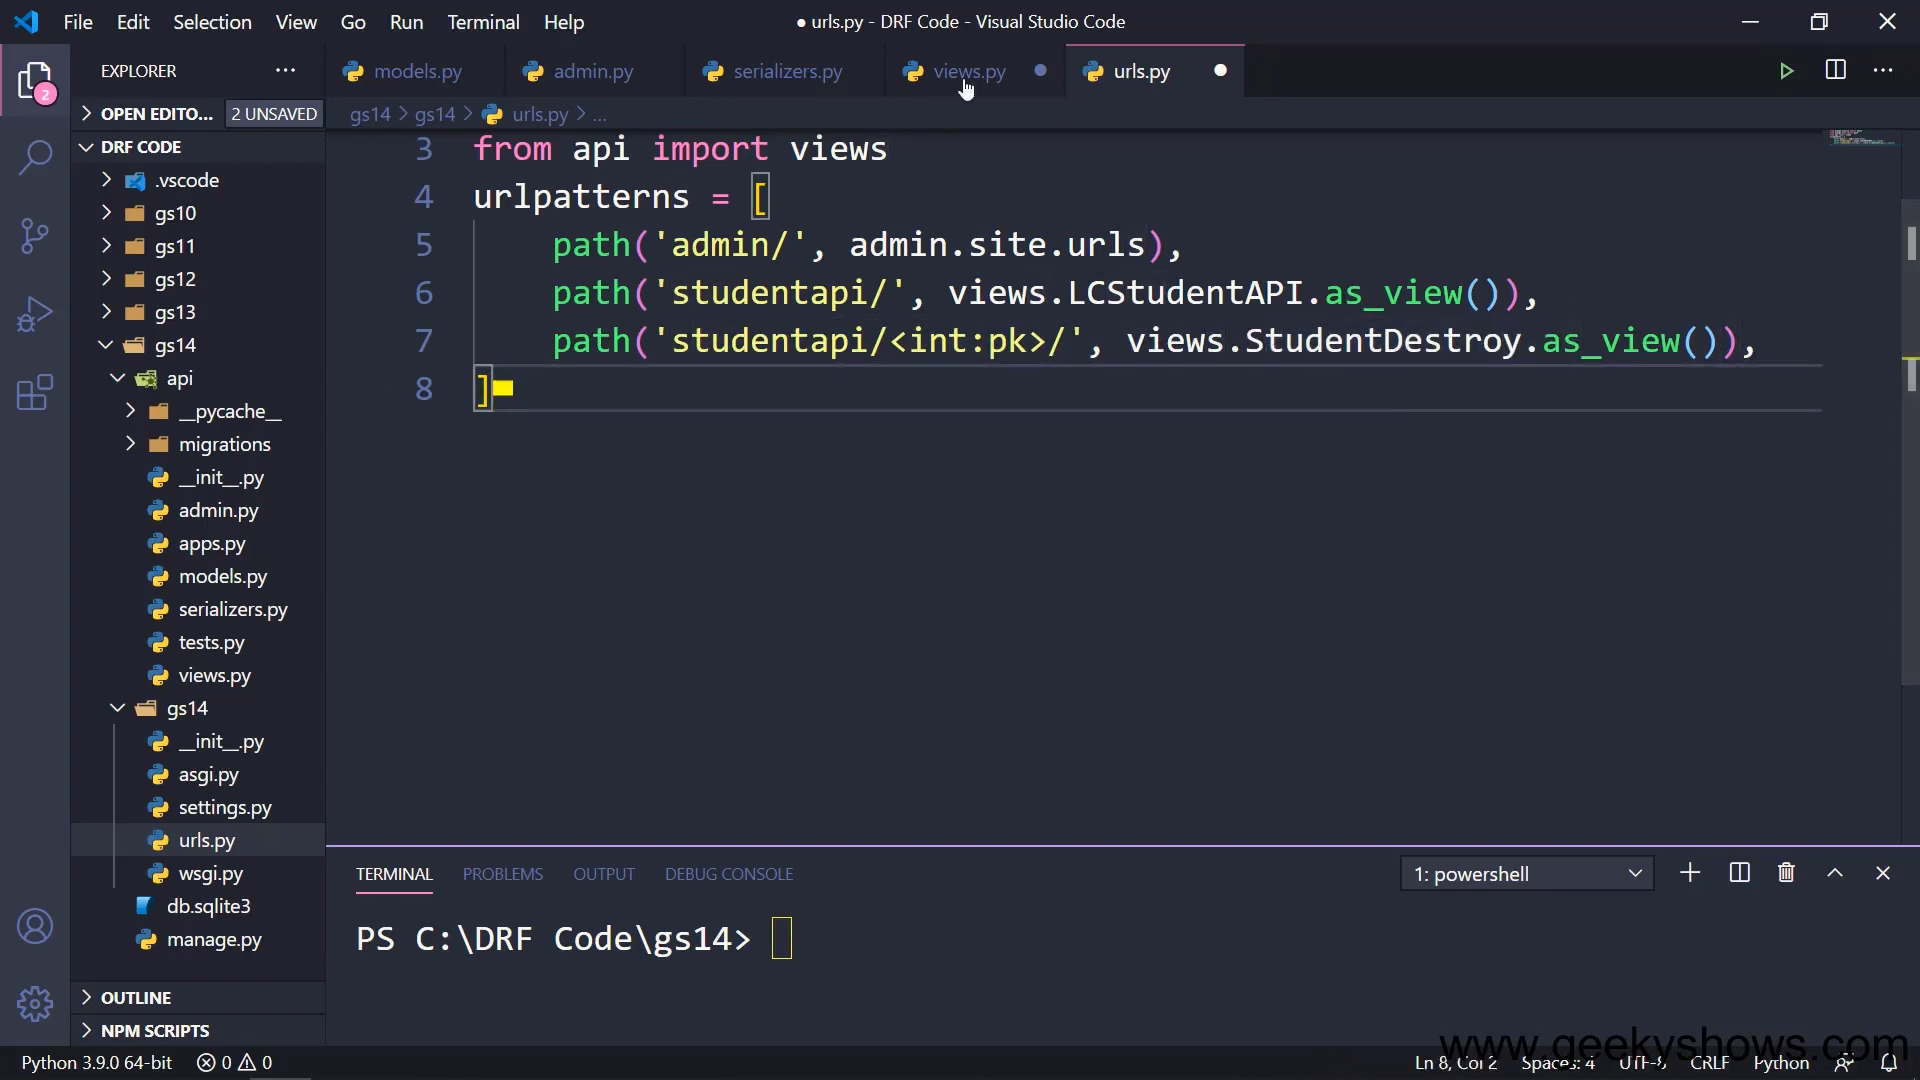 File Edit Selection View Go Run Terminal Help
● urls.py - DRF Code - Visual Studio Code
EXPLORER ...
models.py admin.py serializers.py views.py urls.py
2
OPEN EDITO... 2 UNSAVED
gs14 > gs14 > urls.py > ...
DRF CODE
.vscode
gs10
gs11
gs12
gs13
gs14
api
__pycache__
migrations
__init__.py
admin.py
apps.py
models.py
serializers.py
tests.py
views.py
gs14
__init__.py
asgi.py
settings.py
urls.py
wsgi.py
db.sqlite3
manage.py
OUTLINE
NPM SCRIPTS
3 from api import views
4 urlpatterns = [
5     path('admin/', admin.site.urls),
6     path('studentapi/', views.LCStudentAPI.as_view()),
7     path('studentapi/<int:pk>/', views.StudentDestroy.as_view()),
8 ]
TERMINAL PROBLEMS OUTPUT DEBUG CONSOLE 1: powershell
PS C:\DRF Code\gs14>
www.geekyshows.com
Python 3.9.0 64-bit 0 0 Ln 8, Col 2 Spaces: 4 UTF-8 CRLF Python